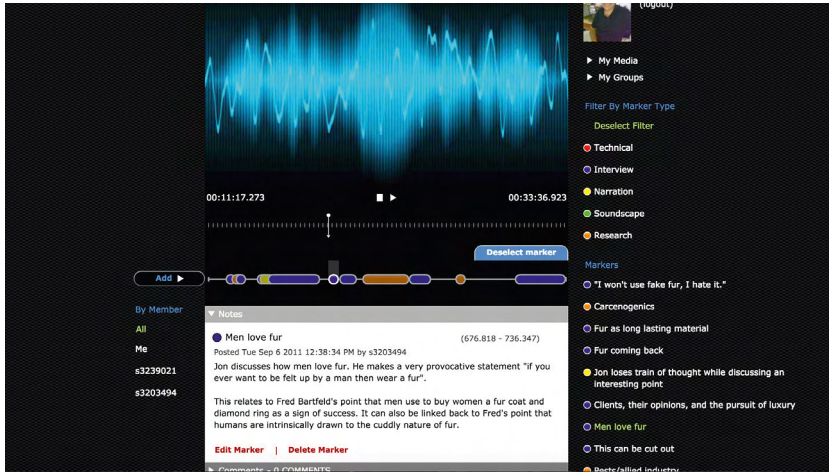 (logout)
My Media
My Groups
Filter By Marker Type
Deselect Filter
Technical
Interview
Narration
Soundscape
Research
00:11:17.273
00:33:36.923
Deselect marker
Add
By Member
All
Me
s3239021
s3203494
Notes
Men love fur
(676.818 - 736.347)
Posted Tue Sep 6 2011 12:38:34 PM by s3203494
Jon discusses how men love fur. He makes a very provocative statement "if you
ever want to be felt up by a man then wear a fur".
This relates to Fred Bartfeld's point that men use to buy women a fur coat and
diamond ring as a sign of success. It can also be linked back to Fred's point that
humans are intrinsically drawn to the cuddly nature of fur.
Edit Marker | Delete Marker
Comments - 0 COMMENTS
Markers
"I won't use fake fur, I hate it."
Carcenogenics
Fur as long lasting material
Fur coming back
Jon loses train of thought while discussing an
interesting point
Clients, their opinions, and the pursuit of luxury
Men love fur
This can be cut out
Pests/allied industry